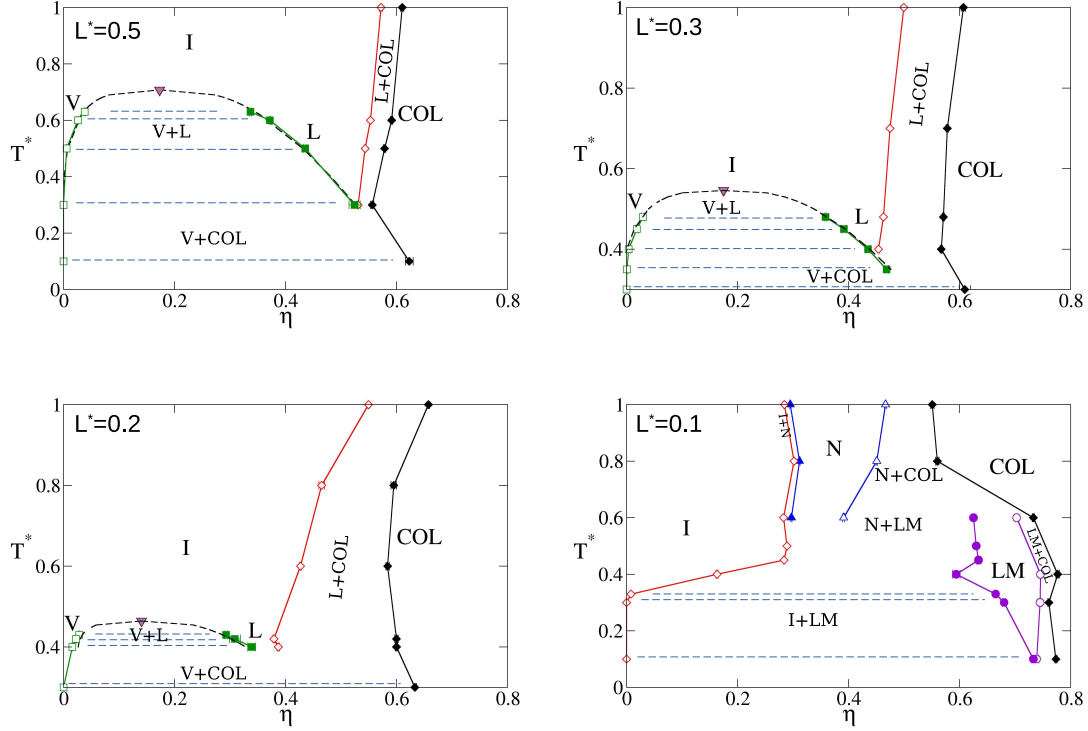 L*=0.5
I
V
V+L
L
L+COL
COL
V+COL
T*
1
0.8
0.6
0.4
0.2
0
0
0.2
0.4
0.6
0.8
η
L*=0.3
I
V
V+L
L
L+COL
COL
V+COL
T*
1
0.8
0.6
0.4
0
0.2
0.4
0.6
0.8
η
L*=0.2
I
V
V+L
L
L+COL
COL
V+COL
T*
1
0.8
0.6
0.4
0
0.2
0.4
0.6
0.8
η
L*=0.1
I+N
N
N+COL
COL
I
N+LM
LM
LM+COL
I+LM
T*
1
0.8
0.6
0.4
0.2
0
0
0.2
0.4
0.6
0.8
η